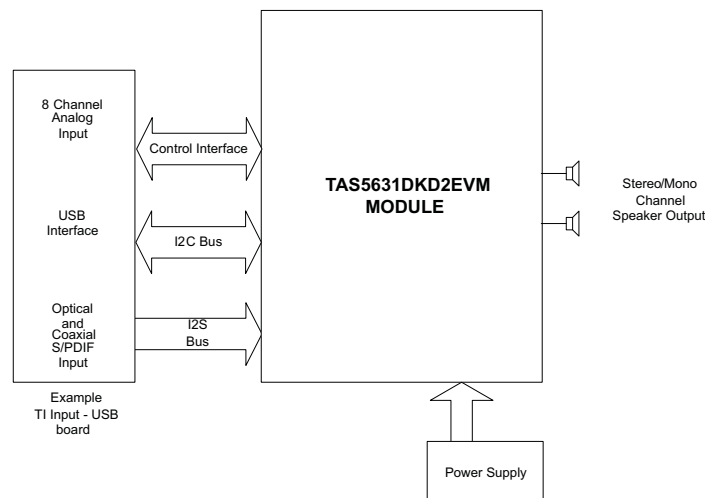 8 Channel
Analog
Input
Control Interface
TAS5631DKD2EVM
MODULE
Stereo/Mono
Channel
Speaker Output
USB
Interface
I2C Bus
Optical
and
Coaxial
S/PDIF
Input
I2S
Bus
Example
TI Input - USB
board
Power Supply